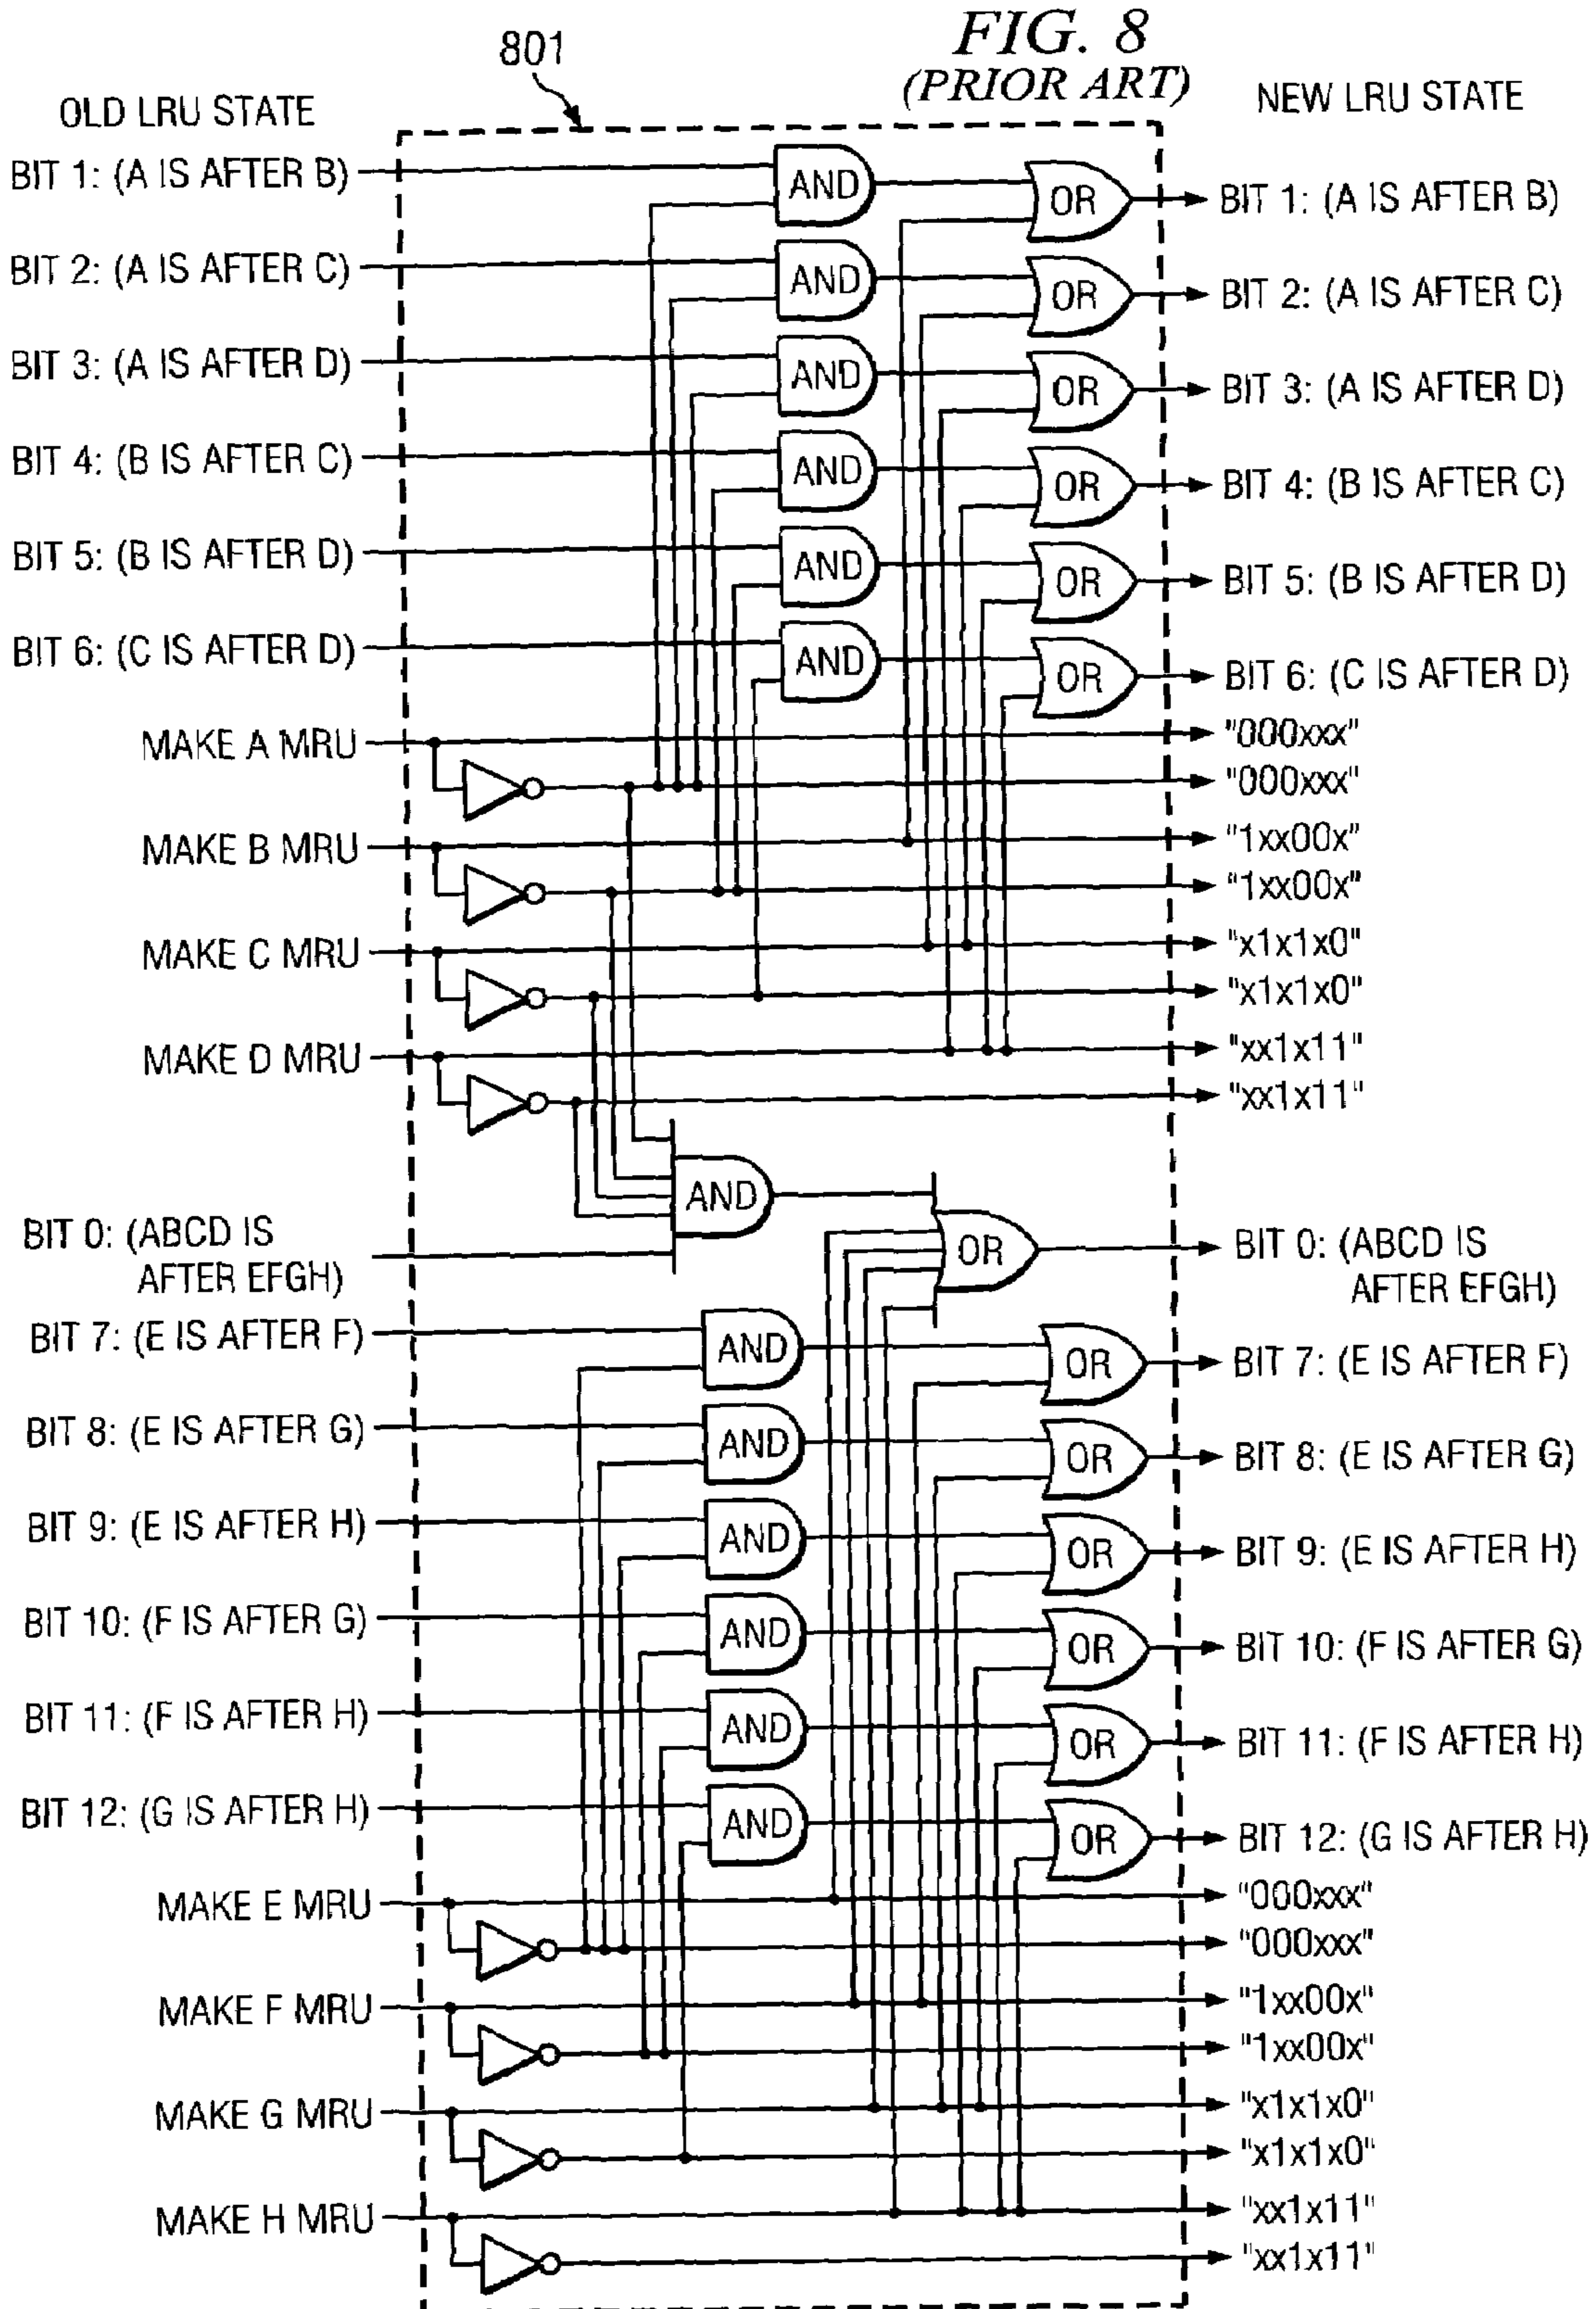 FIG. 8
(PRIOR ART)
801
OLD LRU STATE
NEW LRU STATE
BIT 1: (A IS AFTER B)
AND
OR
BIT 1: (A IS AFTER B)
BIT 2: (A IS AFTER C)
AND
OR
BIT 2: (A IS AFTER C)
BIT 3: (A IS AFTER D)
AND
OR
BIT 3: (A IS AFTER D)
BIT 4: (B IS AFTER C)
AND
OR
BIT 4: (B IS AFTER C)
BIT 5: (B IS AFTER D)
AND
OR
BIT 5: (B IS AFTER D)
BIT 6: (C IS AFTER D)
AND
OR
BIT 6: (C IS AFTER D)
MAKE A MRU
"000xxx"
"000xxx"
MAKE B MRU
"1xx00x"
"1xx00x"
MAKE C MRU
"x1x1x0"
"x1x1x0"
MAKE D MRU
"xx1x11"
"xx1x11"
AND
BIT 0: (ABCD IS
AFTER EFGH)
OR
BIT 0: (ABCD IS
AFTER EFGH)
BIT 7: (E IS AFTER F)
AND
OR
BIT 7: (E IS AFTER F)
BIT 8: (E IS AFTER G)
AND
OR
BIT 8: (E IS AFTER G)
BIT 9: (E IS AFTER H)
AND
OR
BIT 9: (E IS AFTER H)
BIT 10: (F IS AFTER G)
AND
OR
BIT 10: (F IS AFTER G)
BIT 11: (F IS AFTER H)
AND
OR
BIT 11: (F IS AFTER H)
BIT 12: (G IS AFTER H)
AND
OR
BIT 12: (G IS AFTER H)
MAKE E MRU
"000xxx"
"000xxx"
MAKE F MRU
"1xx00x"
"1xx00x"
MAKE G MRU
"x1x1x0"
"x1x1x0"
MAKE H MRU
"xx1x11"
"xx1x11"